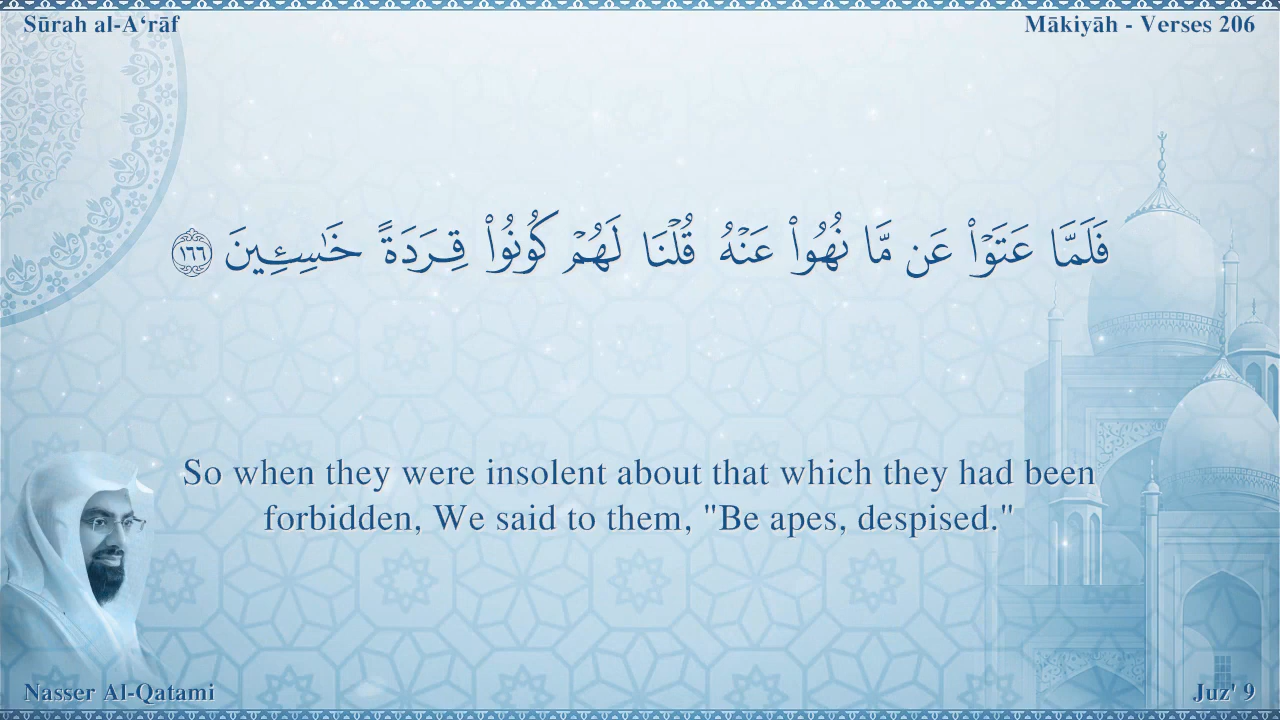 Sūrah al-A‘rāf
Mākiyāh - Verses 206
فَلَمَّا عَتَوْا۟ عَن مَّا نُهُوا۟ عَنْهُ قُلْنَا لَهُمْ كُونُوا۟ قِرَدَةً خَـٰسِـِٔينَ ١٦٦
So when they were insolent about that which they had been
forbidden, We said to them, "Be apes, despised."
Nasser Al-Qatami
Juz' 9